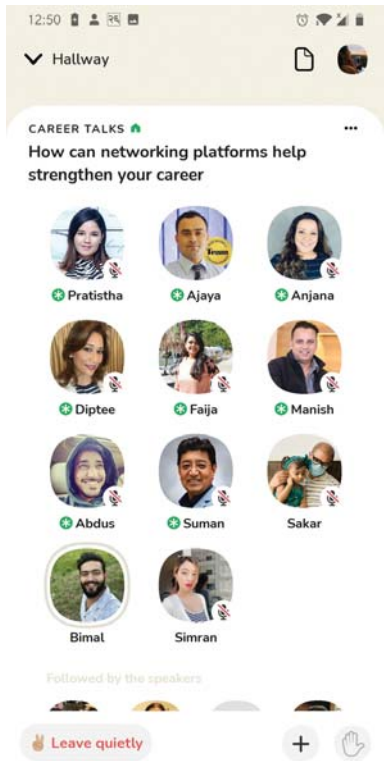 12:50
Hallway
CAREER TALKS
•••
How can networking platforms help
strengthen your career
Pratistha
Ajaya
Anjana
Diptee
Faija
Manish
Abdus
Suman
Sakar
Bimal
Simran
Followed by the speakers
Leave quietly
+